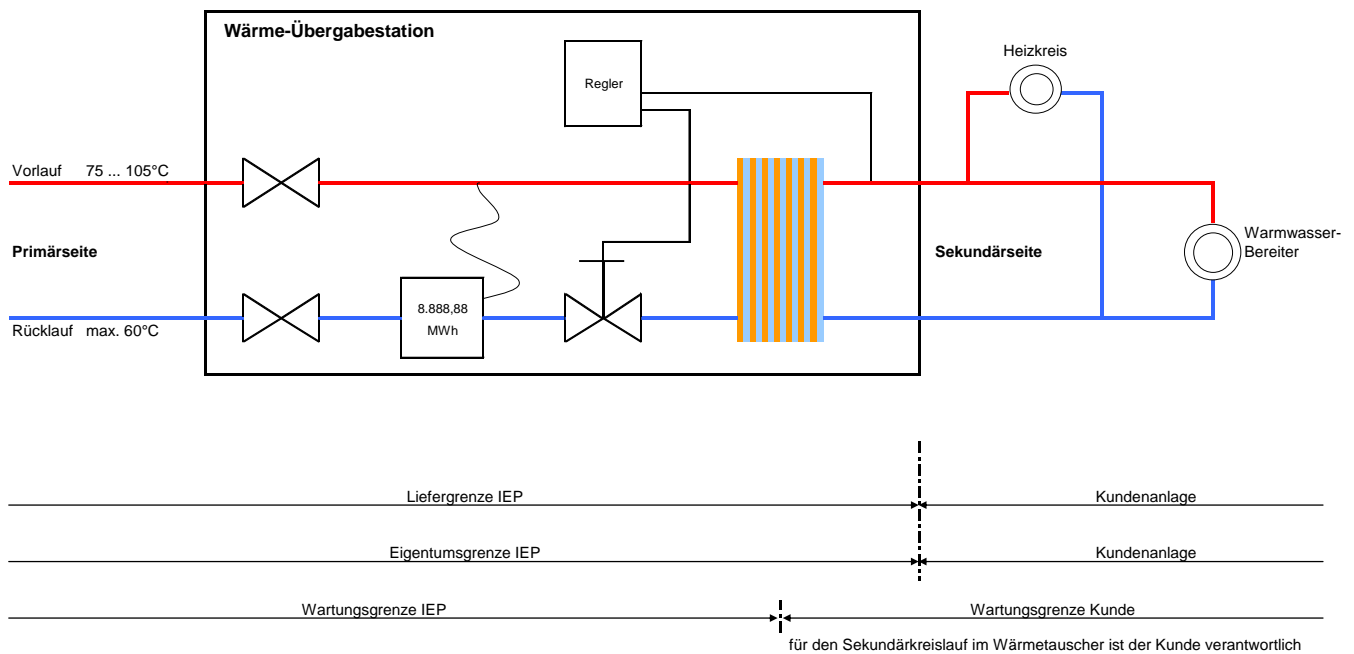 Wärme-Übergabestation
Heizkreis
Regler
Vorlauf 75 ... 105°C
Primärseite
Sekundärseite
Warmwasser-
Bereiter
8.888,88
MWh
Rücklauf max. 60°C
Liefergrenze IEP
Kundenanlage
Eigentumsgrenze IEP
Kundenanlage
Wartungsgrenze IEP
Wartungsgrenze Kunde
für den Sekundärkreislauf im Wärmetauscher ist der Kunde verantwortlich